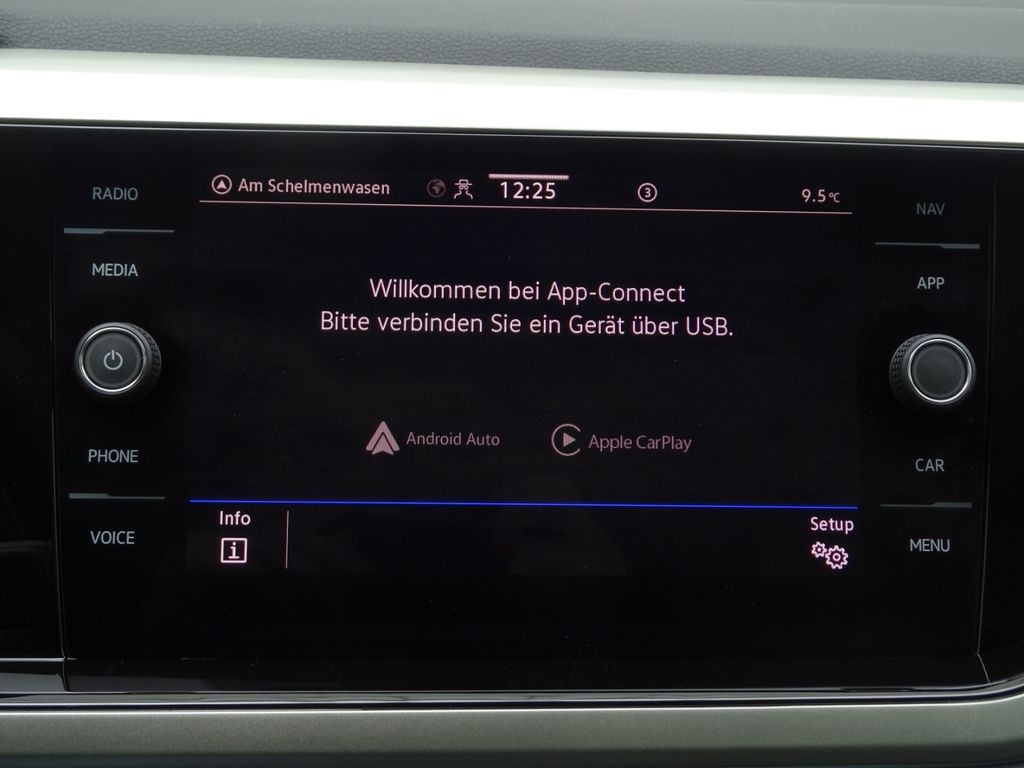 RADIO
MEDIA
PHONE
VOICE
Am Schelmenwasen
12:25
3
9.5°C
Willkommen bei App-Connect
Bitte verbinden Sie ein Gerät über USB.
Android Auto
Apple CarPlay
Info
i
Setup
NAV
APP
CAR
MENU